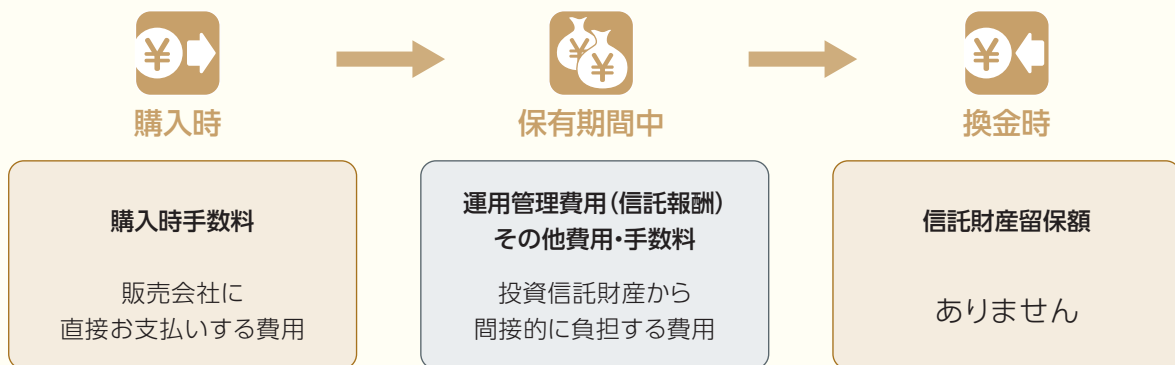 ¥
¥
¥
¥
購入時
保有期間中
換金時
購入時手数料
販売会社に
直接お支払いする費用
運用管理費用(信託報酬)
その他費用・手数料
投資信託財産から
間接的に負担する費用
信託財産留保額
ありません